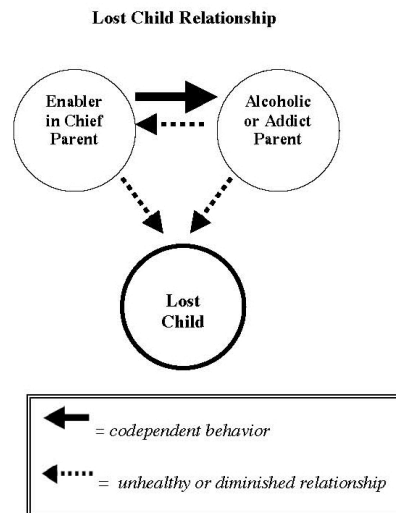 Lost Child Relationship
Enabler
in Chief
Parent
Alcoholic
or Addict
Parent
Lost
Child
= codependent behavior
= unhealthy or diminished relationship